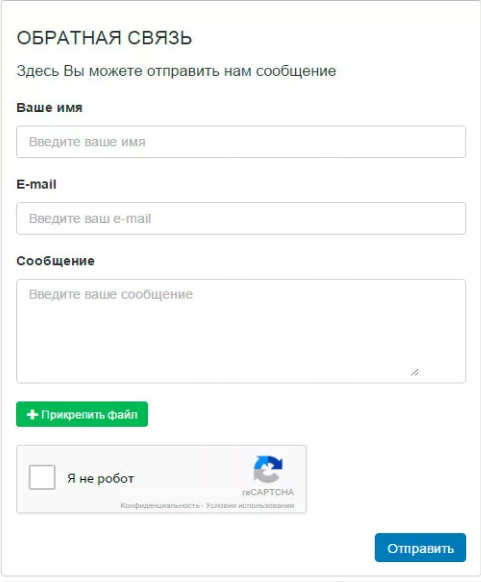 ОБРАТНАЯ СВЯЗЬ
Здесь Вы можете отправить нам сообщение
Ваше имя
Введите ваше имя
E-mail
Введите ваш e-mail
Сообщение
Введите ваше сообщение
Прикрепить файл
Я не робот
reCAPTCHA
Конфиденциальность - Условия использования
Отправить